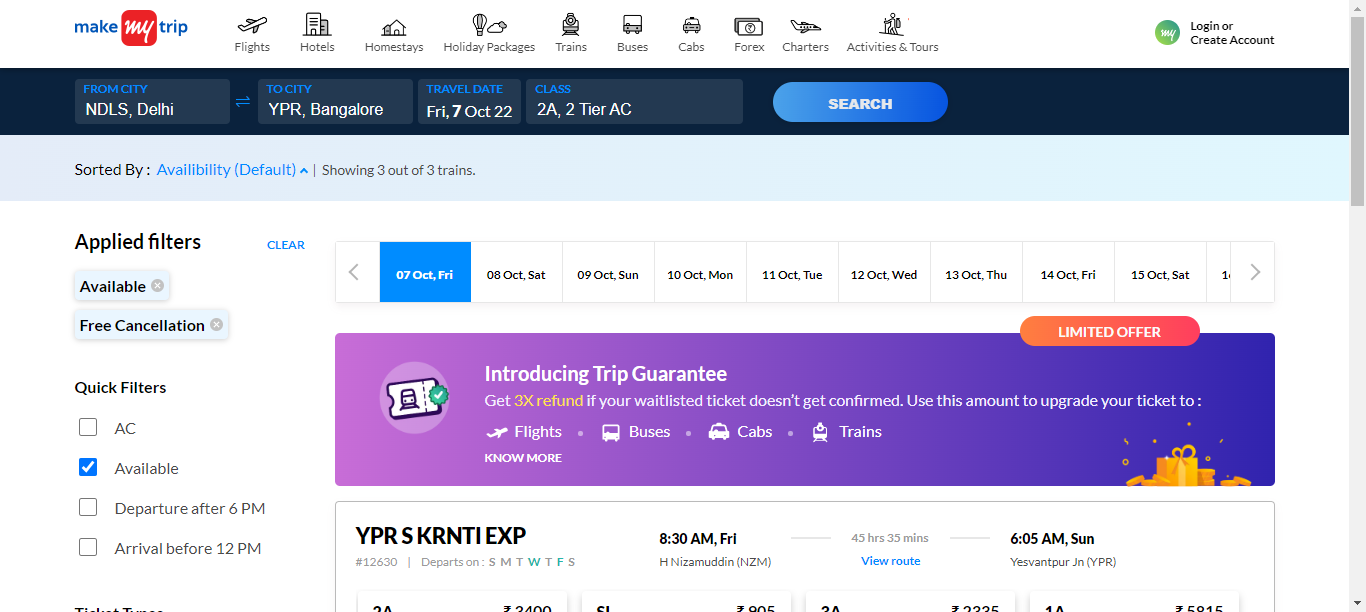 make my trip
Flights Hotels Homestays Holiday Packages Trains Buses Cabs Forex Charters Activities & Tours
my Login or
Create Account
FROM CITY TO CITY TRAVEL DATE CLASS
NDLS, Delhi YPR, Bangalore Fri, 7 Oct 22 2A, 2 Tier AC SEARCH
Sorted By : Availibility (Default) | Showing 3 out of 3 trains.
Applied filters CLEAR
Available
Free Cancellation
Quick Filters
AC
Available
Departure after 6 PM
Arrival before 12 PM
07 Oct, Fri 08 Oct, Sat 09 Oct, Sun 10 Oct, Mon 11 Oct, Tue 12 Oct, Wed 13 Oct, Thu 14 Oct, Fri 15 Oct, Sat
LIMITED OFFER
Introducing Trip Guarantee
Get 3X refund if your waitlisted ticket doesn't get confirmed. Use this amount to upgrade your ticket to :
Flights • Buses • Cabs • Trains
KNOW MORE
YPR S KRNTI EXP 8:30 AM, Fri 45 hrs 35 mins 6:05 AM, Sun
#12630 | Departs on : S M T W T F S H Nizamuddin (NZM) View route Yesvantpur Jn (YPR)
Ticket Types 2A ₹ 3400 SL ₹ 905 3A ₹ 2335 1A ₹ 5815